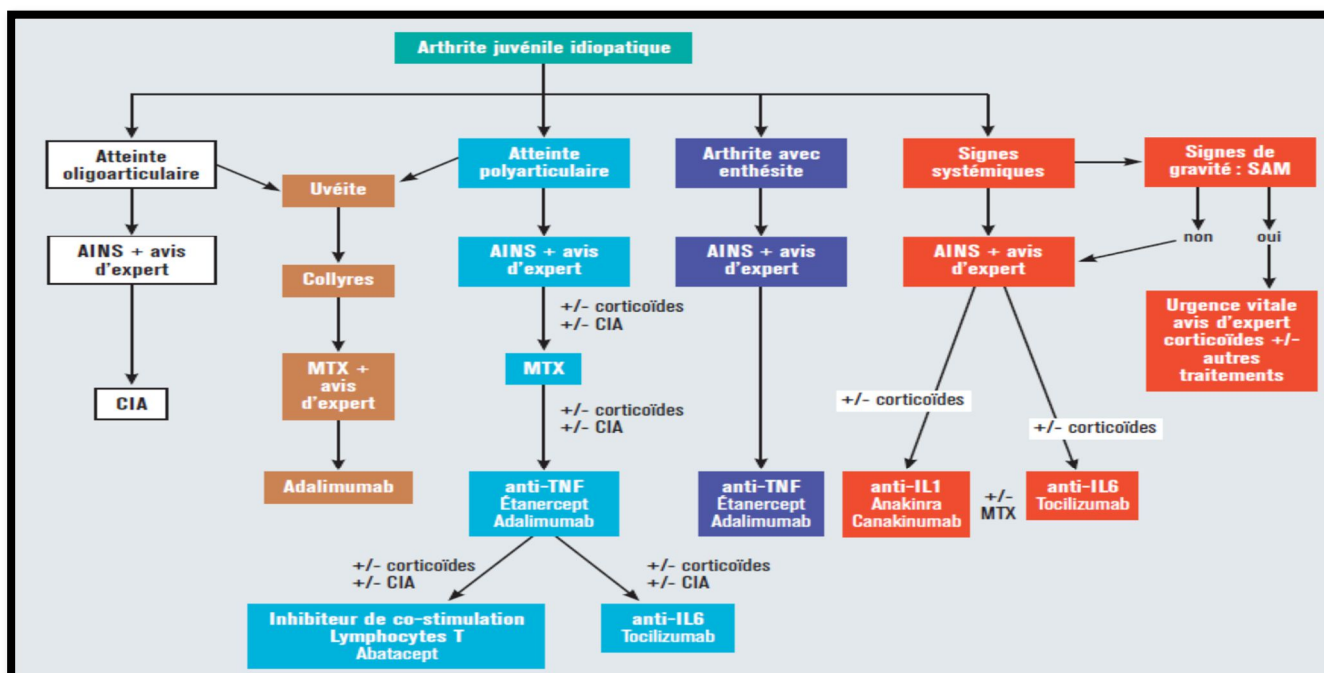 Arthrite juvénile idiopatique
Atteinte
oligoarticulaire
Uvéite
Atteinte
polyarticulaire
Arthrite avec
enthésite
Signes
systémiques
Signes de
gravité : SAM
non
oui
AINS + avis
d'expert
Collyres
AINS + avis
d'expert
AINS + avis
d'expert
AINS + avis
d'expert
Urgence vitale
avis d'expert
corticoïdes +/-
autres
traitements
+/- corticoïdes
+/- CIA
CIA
MTX +
avis
d'expert
MTX
+/- corticoïdes
+/- CIA
+/- corticoïdes
+/- corticoïdes
Adalimumab
anti-TNF
Étanercept
Adalimumab
anti-TNF
Étanercept
Adalimumab
anti-IL1
Anakinra
Canakinumab
+/-
MTX
anti-IL6
Tocilizumab
+/- corticoïdes
+/- CIA
+/- corticoïdes
+/- CIA
Inhibiteur de co-stimulation
Lymphocytes T
Abatacept
anti-IL6
Tocilizumab